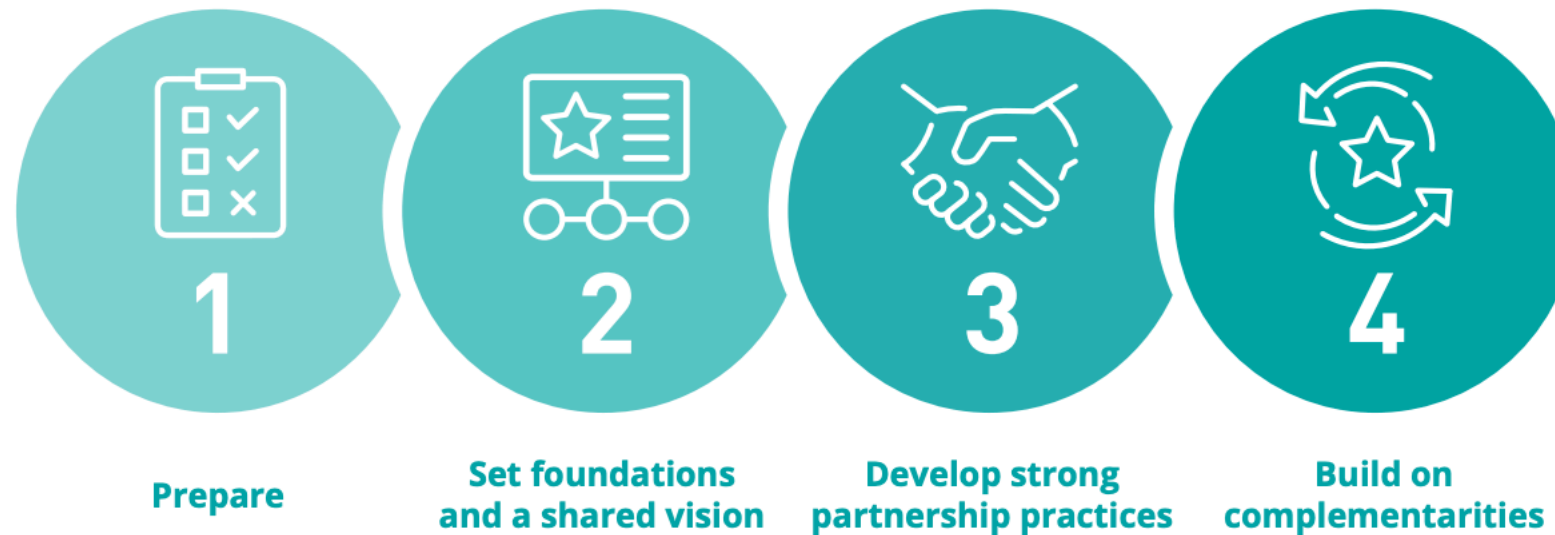 1
2
3
4
Prepare
Set foundations
and a shared vision
Develop strong
partnership practices
Build on
complementarities